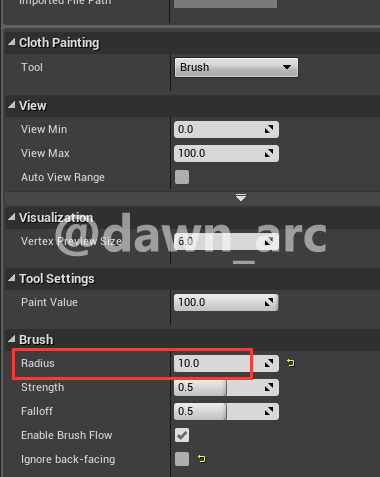 Imported File Path
Cloth Painting
Tool Brush
View
View Min 0.0
View Max 100.0
Auto View Range
Visualization
@dawn_arc
Vertex Preview Size 6.0
Tool Settings
Paint Value 100.0
Brush
Radius 10.0
Strength 0.5
Falloff 0.5
Enable Brush Flow
Ignore back-facing